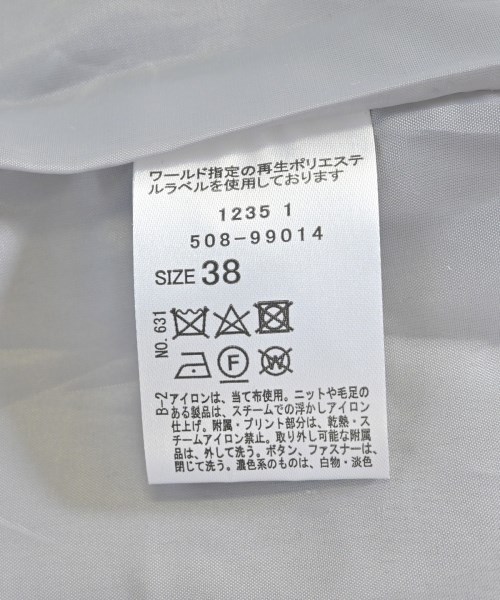 ワールド指定の再生ポリエステ
ルラベルを使用しております
1235 1
508-99014
SIZE 38
NO. 631
F
W
B-2
アイロンは、当て布使用。ニットや毛足の
ある製品は、スチームでの浮かしアイロン
仕上げ。附属・プリント部分は、乾熱・ス
チームアイロン禁止。取り外し可能な附属
品は、外して洗う。ボタン、ファスナーは、
閉じて洗う。濃色系のものは、白物・淡色